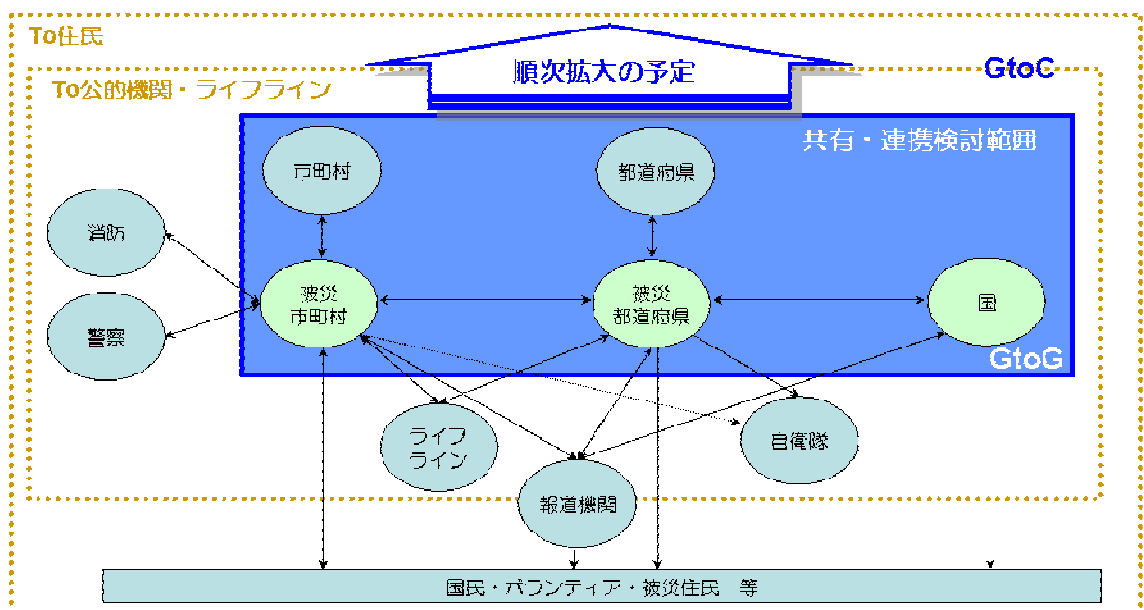 To住民
順次拡大の予定
GtoC
To公的機関・ライフライン
共有・連携検討範囲
市町村
都道府県
消防
被災
市町村
被災
都道府県
国
警察
GtoG
ライフ
ライン
自衛隊
報道機関
国民・ボランティア・被災住民　等